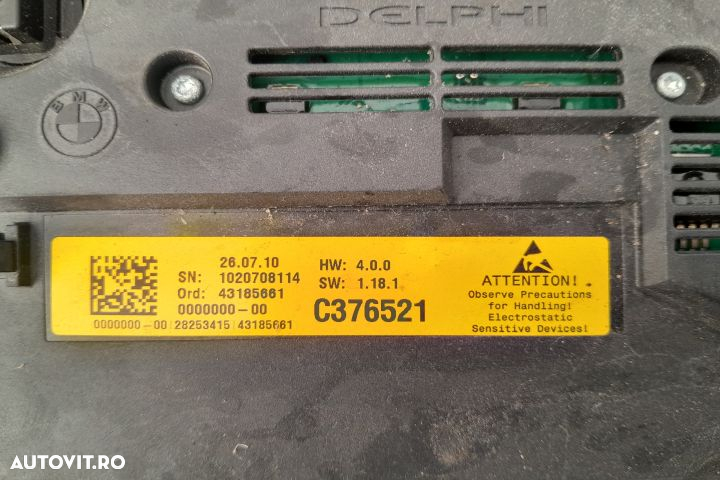 DELPHI
BMW
26.07.10
SN: 1020708114
Ord: 43185661
0000000-00
0000000-00 28253415 43185661
HW: 4.0.0
SW: 1.18.1
C376521
ATTENTION!
Observe Precautions
for Handling!
Electrostatic
Sensitive Devices!
AUTOVIT.RO